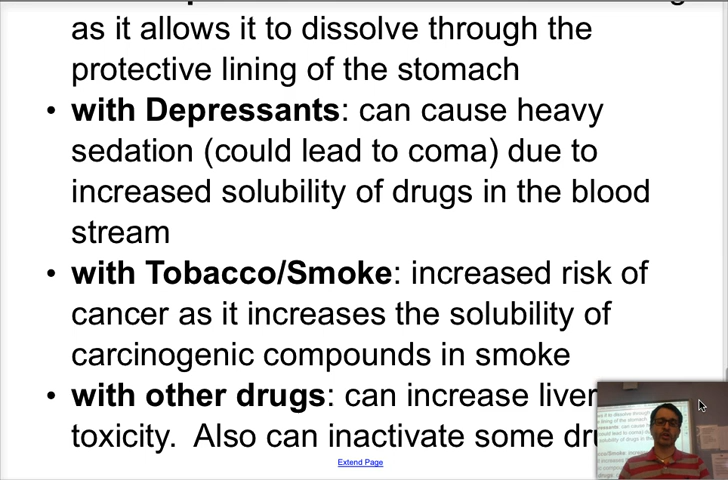 as it allows it to dissolve through the
protective lining of the stomach
• with Depressants: can cause heavy
sedation (could lead to coma) due to
increased solubility of drugs in the blood
stream
• with Tobacco/Smoke: increased risk of
cancer as it increases the solubility of
carcinogenic compounds in smoke
• with other drugs: can increase liver
toxicity. Also can inactivate some
Extend Page